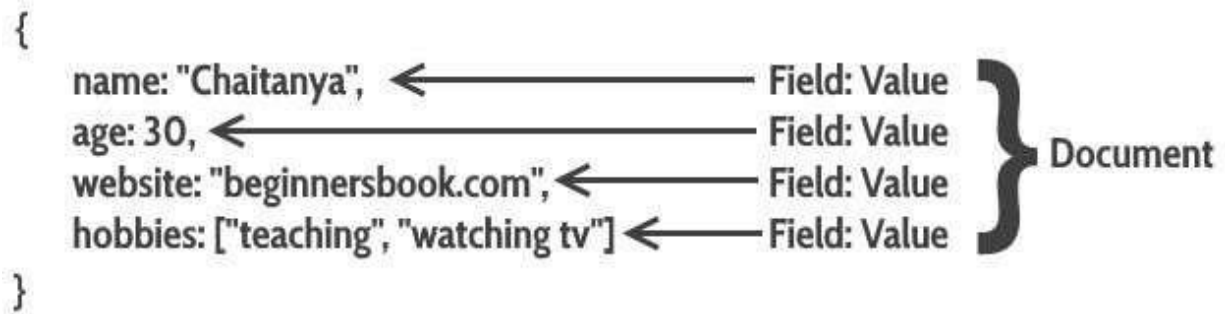 {
name: "Chaitanya", Field: Value
age: 30, Field: Value
website: "beginnersbook.com", Field: Value
hobbies: ["teaching", "watching tv"] Field: Value
} Document
}